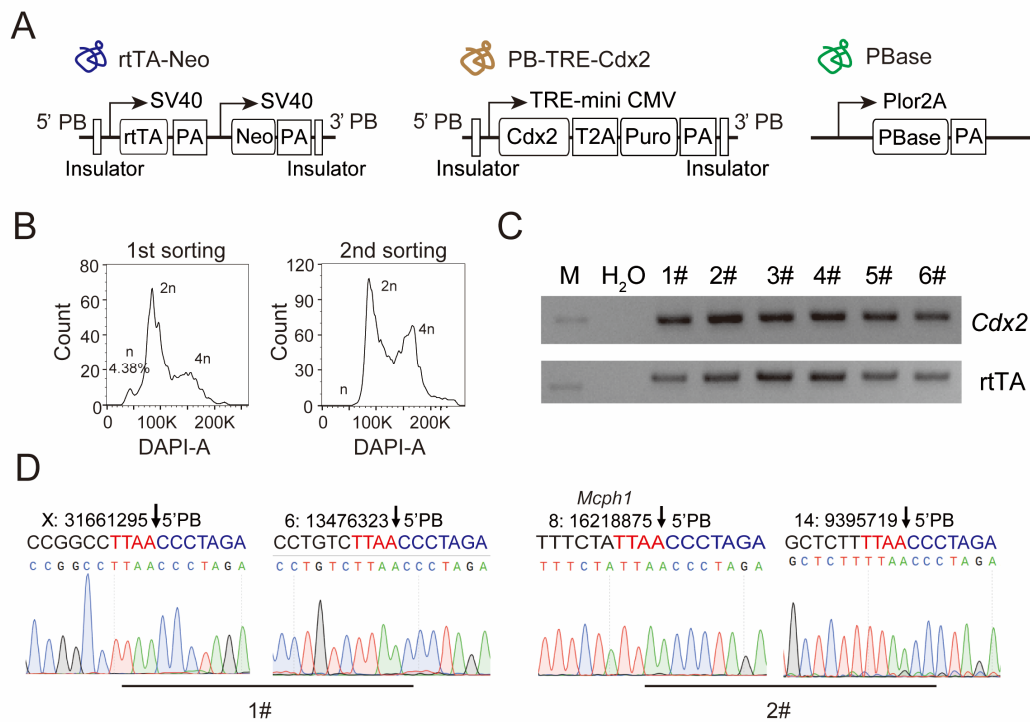 A
rtTA-Neo
PB-TRE-Cdx2
PBase
5' PB
SV40
SV40
3' PB
rtTA
PA
Neo
PA
Insulator
Insulator
5' PB
TRE-mini CMV
3' PB
Cdx2
T2A
Puro
PA
Insulator
Insulator
Plor2A
PBase
PA
B
1st sorting
Count
80
60
40
20
0
2n
n
4.38%
4n
0
100K
200K
DAPI-A
2nd sorting
Count
120
90
60
30
0
2n
4n
n
0
100K
200K
DAPI-A
C
M H₂O 1# 2# 3# 4# 5# 6#
Cdx2
rtTA
D
X: 31661295 5'PB
CCGGCCTTAACCCTAGA
CCGGCCTTAACCCTAGA
6: 13476323 5'PB
CCTGTCTTAACCCTAGA
CCTGTCTTAACCCTAGA
1#
Mcph1
8: 16218875 5'PB
TTTCTATTAACCCTAGA
TTTCTATTAACCCTAGA
14: 9395719 5'PB
GCTCTTTTAACCCTAGA
GCTCTTTTAACCCTAGA
2#